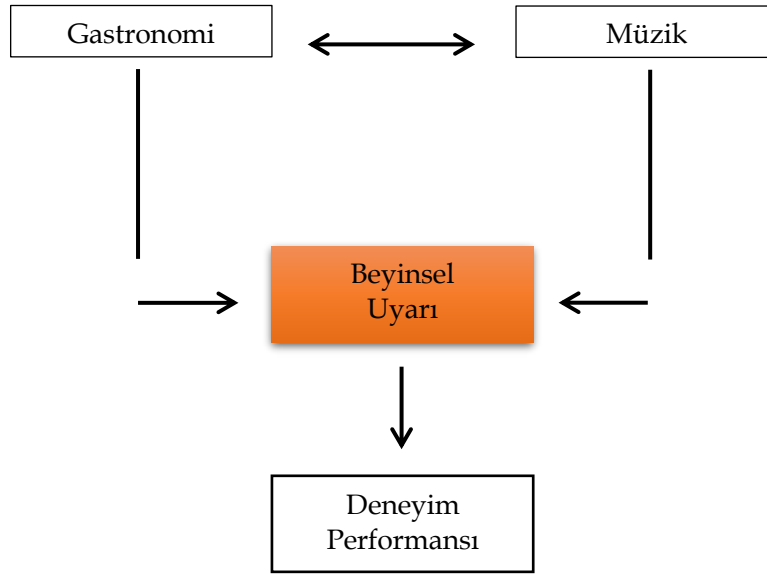 Gastronomi
Müzik
Beyinsel
Uyarı
Deneyim
Performansı